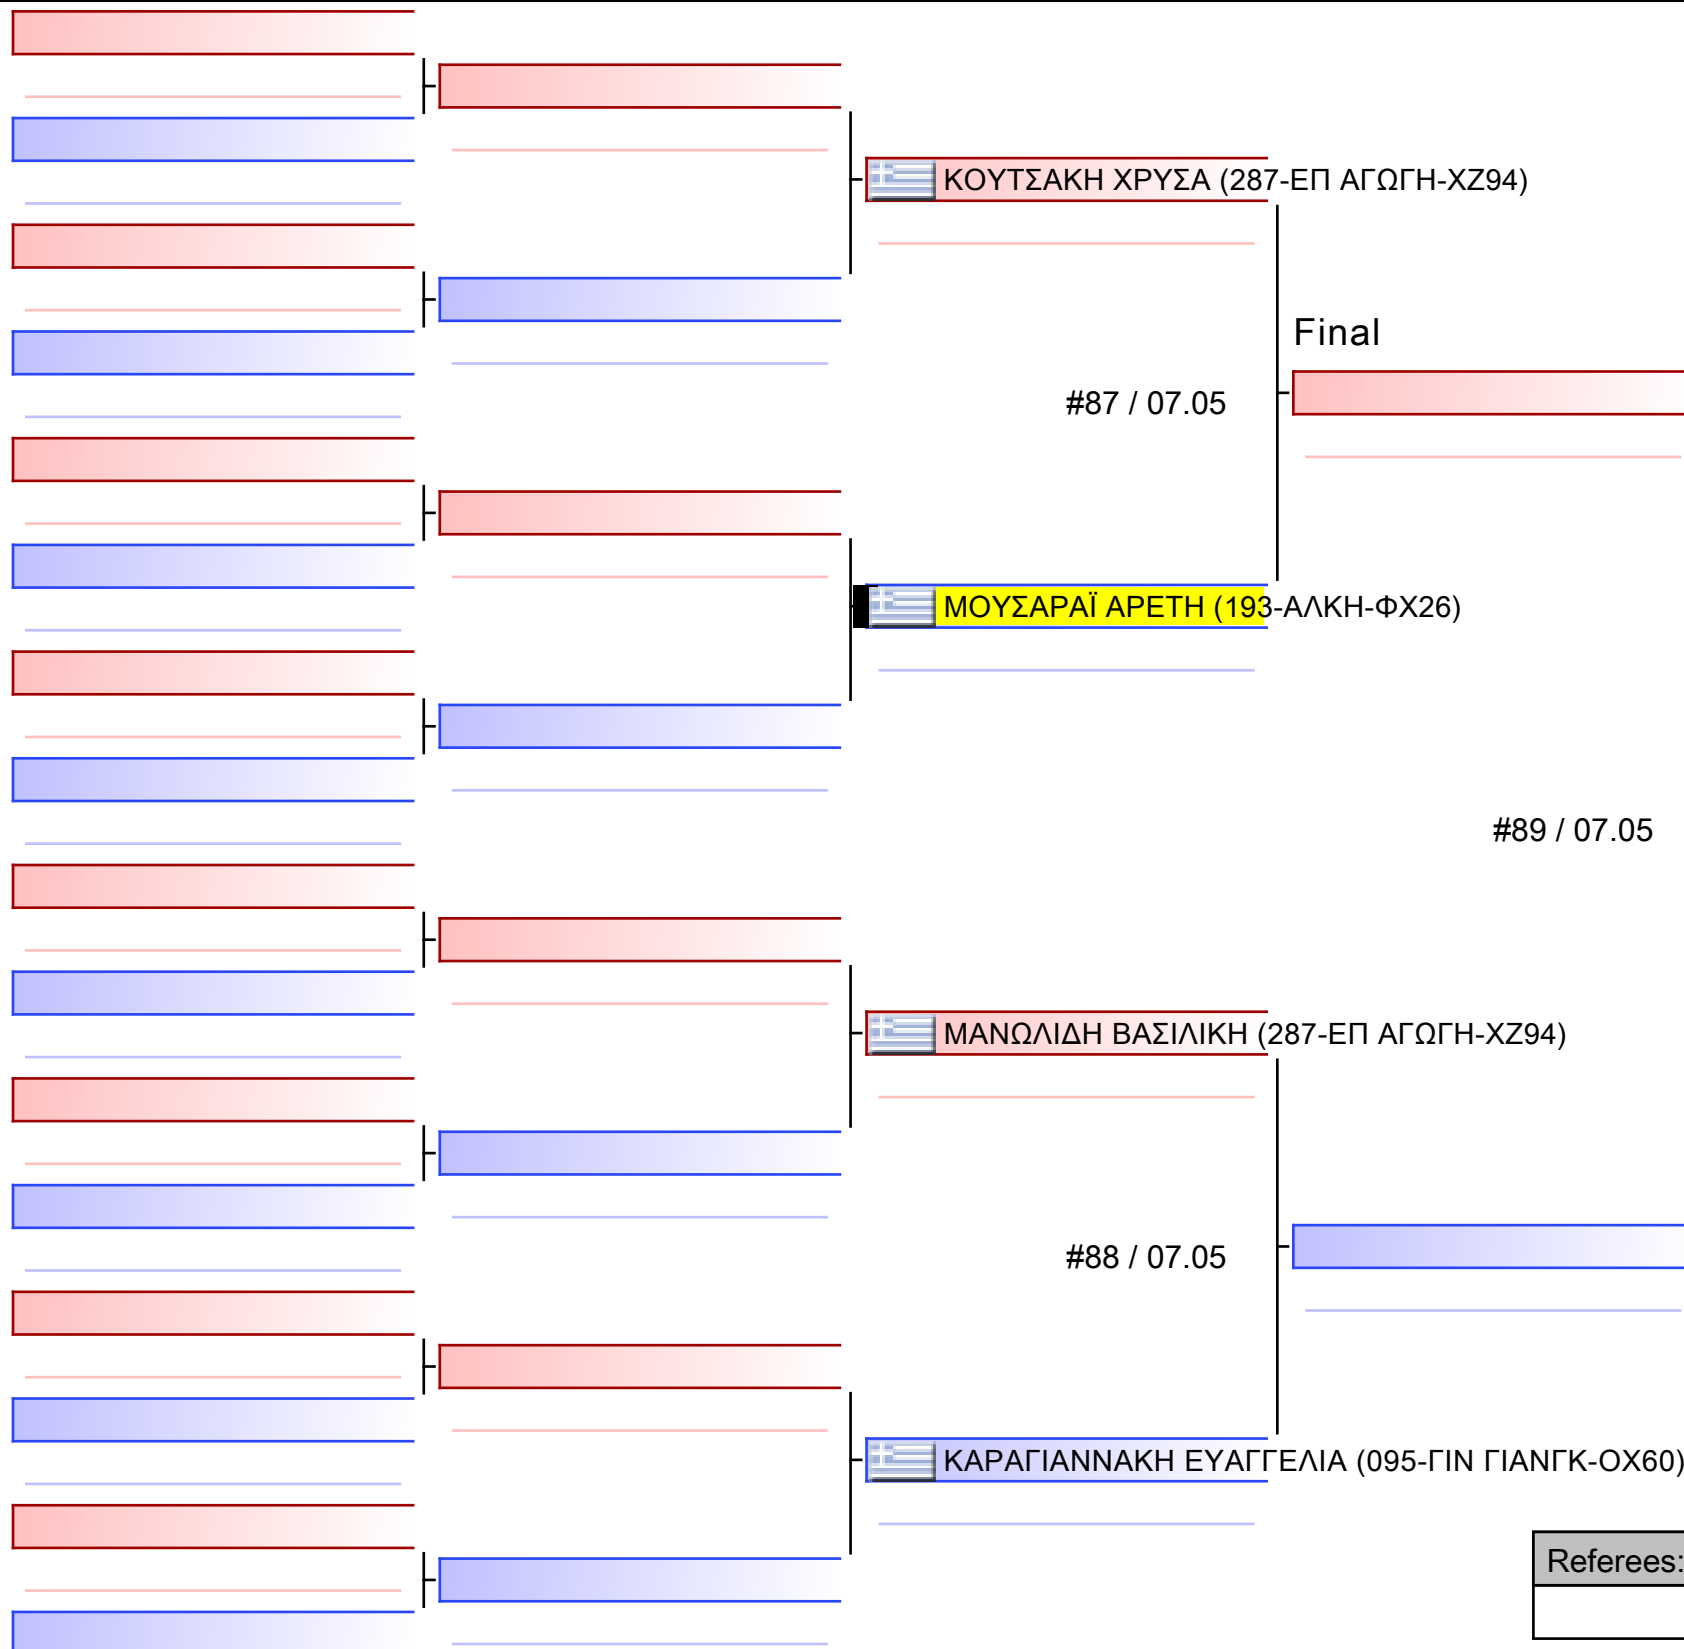 ΚΟΥΤΣΑΚΗ ΧΡΥΣΑ (287-ΕΠ ΑΓΩΓΗ-ΧΖ94)
Final
#87 / 07.05
ΜΟΥΣΑΡΑΪ ΑΡΕΤΗ (193-ΑΛΚΗ-ΦΧ26)
#89 / 07.05
ΜΑΝΩΛΙΔΗ ΒΑΣΙΛΙΚΗ (287-ΕΠ ΑΓΩΓΗ-ΧΖ94)
#88 / 07.05
ΚΑΡΑΓΙΑΝΝΑΚΗ ΕΥΑΓΓΕΛΙΑ (095-ΓΙΝ ΓΙΑΝΓΚ-ΟΧ60)
Referees: